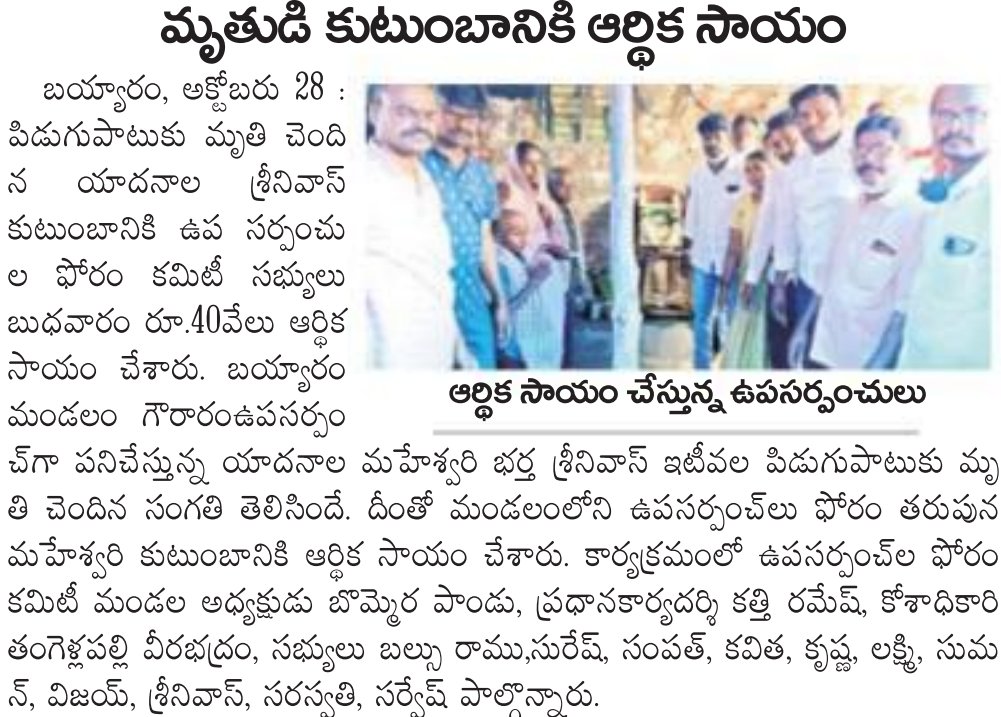 మృతుడి కుటుంబానికి ఆర్థిక సాయం
బయ్యారం, అక్టోబరు 28 :
పిడుగుపాటుకు మృతి చెంది
న యాదనాల శ్రీనివాస్
కుటుంబానికి ఉప సర్పంచు
ల ఫోరం కమిటీ సభ్యులు
బుధవారం రూ.40వేలు ఆర్థిక
సాయం చేశారు. బయ్యారం
మండలం గౌరారంఉపసర్పం
ఆర్థిక సాయం చేస్తున్న ఉపసర్పంచులు
చ్‌గా పనిచేస్తున్న యాదనాల మహేశ్వరి భర్త శ్రీనివాస్ ఇటీవల పిడుగుపాటుకు మృ
తి చెందిన సంగతి తెలిసిందే. దీంతో మండలంలోని ఉపసర్పంచ్‌లు ఫోరం తరుపున
మహేశ్వరి కుటుంబానికి ఆర్థిక సాయం చేశారు. కార్యక్రమంలో ఉపసర్పంచ్‌ల ఫోరం
కమిటీ మండల అధ్యక్షుడు బొమ్మెర పాండు, ప్రధానకార్యదర్శి కత్తి రమేష్, కోశాధికారి
తంగెళ్లపల్లి వీరభద్రం, సభ్యులు బల్సు రాము,సురేష్, సంపత్, కవిత, కృష్ణ, లక్ష్మి, సుమ
న్, విజయ్, శ్రీనివాస్, సరస్వతి, సర్వేష్ పాల్గొన్నారు.